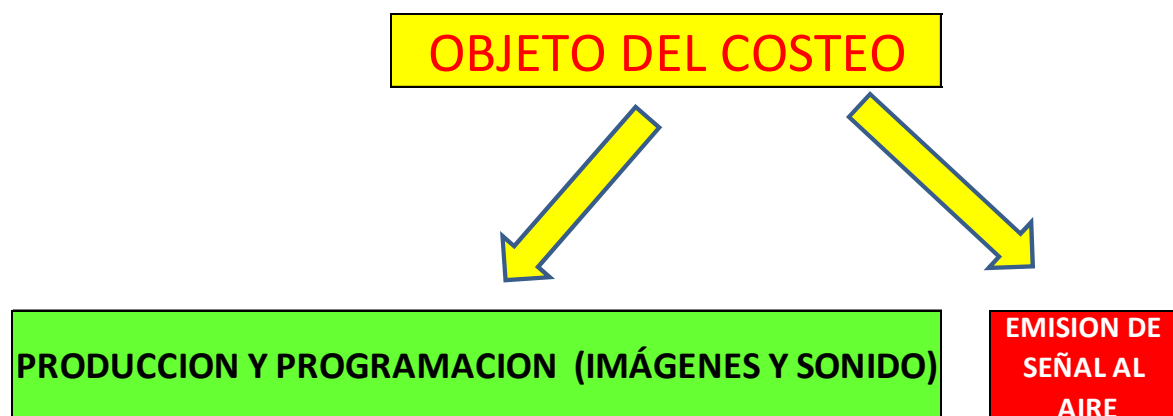 OBJETO DEL COSTEO
PRODUCCION Y PROGRAMACION (IMÁGENES Y SONIDO)
EMISION DE
SEÑAL AL
AIRE